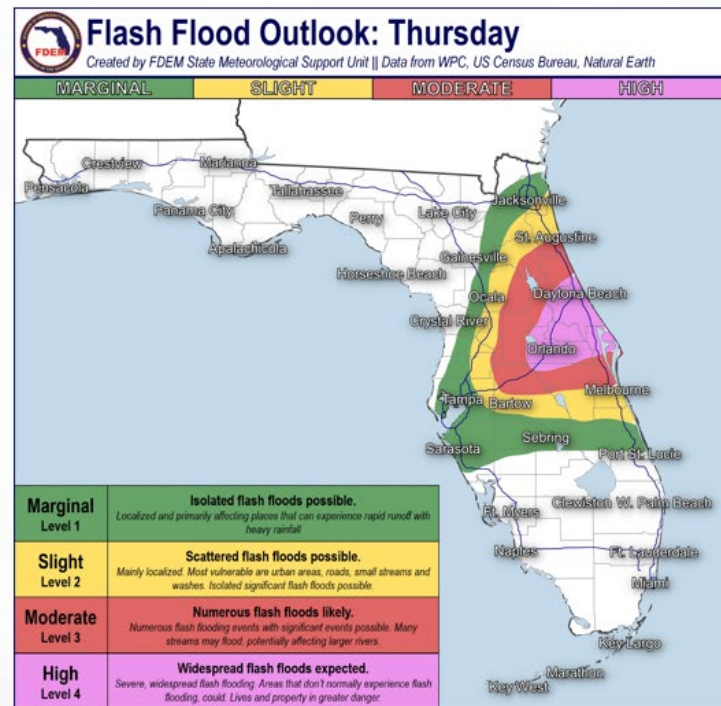 FDEM
Flash Flood Outlook: Thursday
Created by FDEM State Meteorological Support Unit || Data from WPC, US Census Bureau, Natural Earth
MARGINAL SLIGHT MODERATE HIGH
Crestview
Marianna
Pensacola
Tallahassee
Panama City
Apalachicola
Perry
Lake City
Jacksonville
St. Augustine
Gainesville
Horseshoe Beach
Ocala
Daytona Beach
Crystal River
Orlando
Melbourne
Tampa
Bartow
Sebring
Sarasota
Port St. Lucie
Clewiston
W. Palm Beach
Ft. Myers
Naples
Ft. Lauderdale
Miami
Key Largo
Marathon
Key West
Marginal
Level 1
Isolated flash floods possible.
Localized and primarily affecting places that can experience rapid runoff with
heavy rainfall
Slight
Level 2
Scattered flash floods possible.
Mainly localized. Most vulnerable are urban areas, roads, small streams and
washes. Isolated significant flash floods possible.
Moderate
Level 3
Numerous flash floods likely.
Numerous flash flooding events with significant events possible. Many
streams may flood, potentially affecting larger rivers.
High
Level 4
Widespread flash floods expected.
Severe, widespread flash flooding. Areas that don't normally experience flash
flooding, could. Lives and property in greater danger.